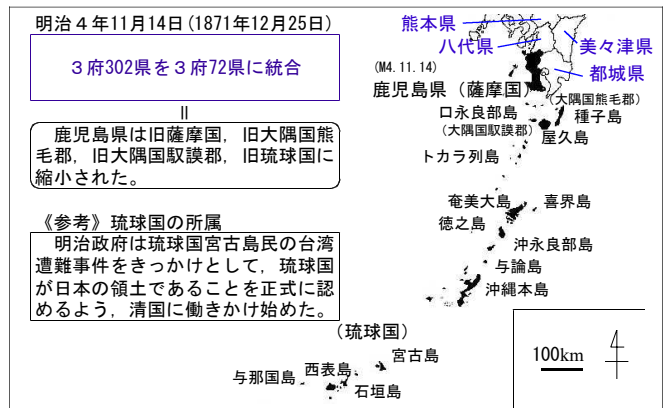 明治４年11月14日(1871年12月25日)
３府302県を３府72県に統合
＝
鹿児島県は旧薩摩国，旧大隅国熊
毛郡，旧大隅国馭謨郡，旧琉球国に
縮小された。
《参考》琉球国の所属
明治政府は琉球国宮古島民の台湾
遭難事件をきっかけとして，琉球国
が日本の領土であることを正式に認
めるよう，清国に働きかけ始めた。
熊本県
八代県
美々津県
(M4.11.14)
都城県
鹿児島県（薩摩国）
(大隅国熊毛郡)
口永良部島
種子島
(大隅国馭謨郡)
屋久島
トカラ列島
奄美大島
喜界島
徳之島
沖永良部島
与論島
沖縄本島
（琉球国）
宮古島
西表島
与那国島
石垣島
100km